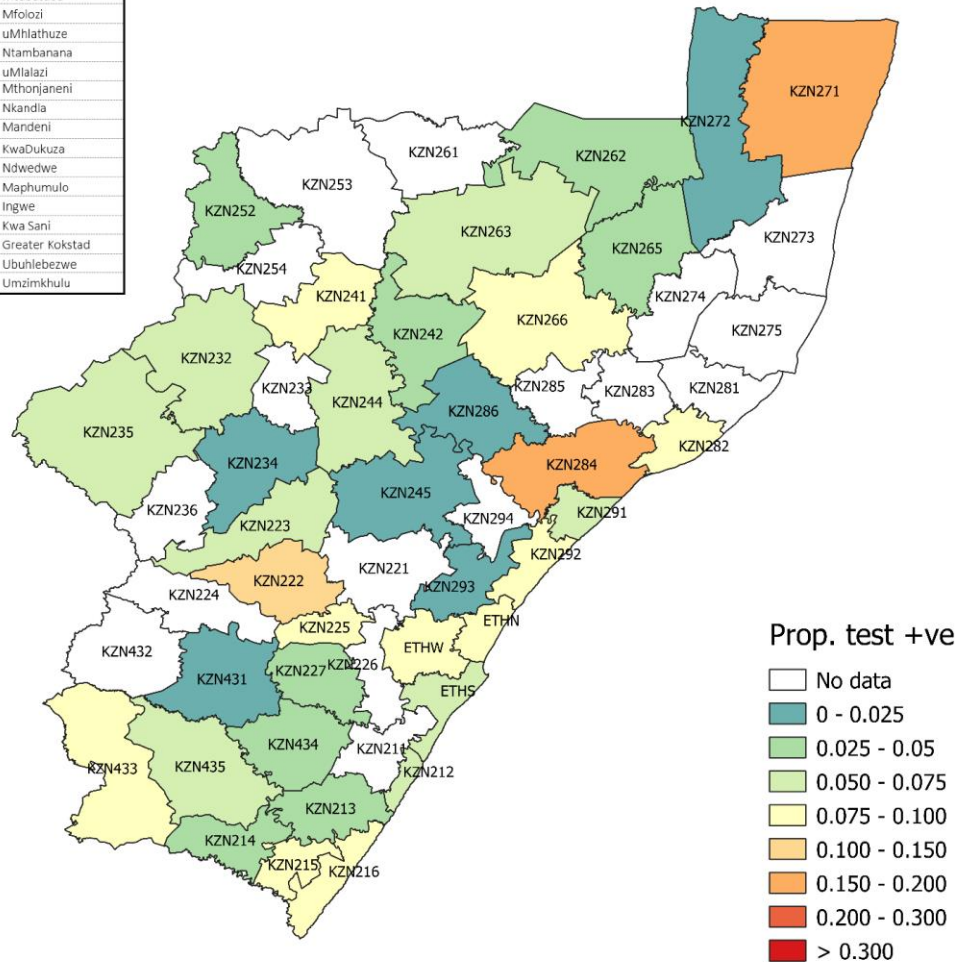 Mfolozi
uMhlathuze
Ntambanana
uMlalazi
Mthonjaneni
Nkandla
Mandeni
KwaDukuza
Ndwedwe
Maphumulo
Ingwe
Kwa Sani
Greater Kokstad
Ubuhlebezwe
Umzimkhulu
KZN271
KZN272
KZN261
KZN262
KZN253
KZN252
KZN263
KZN273
KZN265
KZN254
KZN241
KZN274
KZN266
KZN275
KZN242
KZN232
KZN285
KZN233
KZN283
KZN281
KZN244
KZN286
KZN235
KZN282
KZN234
KZN284
KZN245
KZN236
KZN291
KZN294
KZN223
KZN292
KZN221
KZN222
KZN293
KZN224
ETHN
KZN225
ETHW
KZN432
KZN226
KZN227
KZN431
ETHS
KZN434
KZN211
KZN435
KZN433
KZN212
KZN213
KZN214
KZN215
KZN216
Prop. test +ve
No data
0 - 0.025
0.025 - 0.05
0.050 - 0.075
0.075 - 0.100
0.100 - 0.150
0.150 - 0.200
0.200 - 0.300
> 0.300